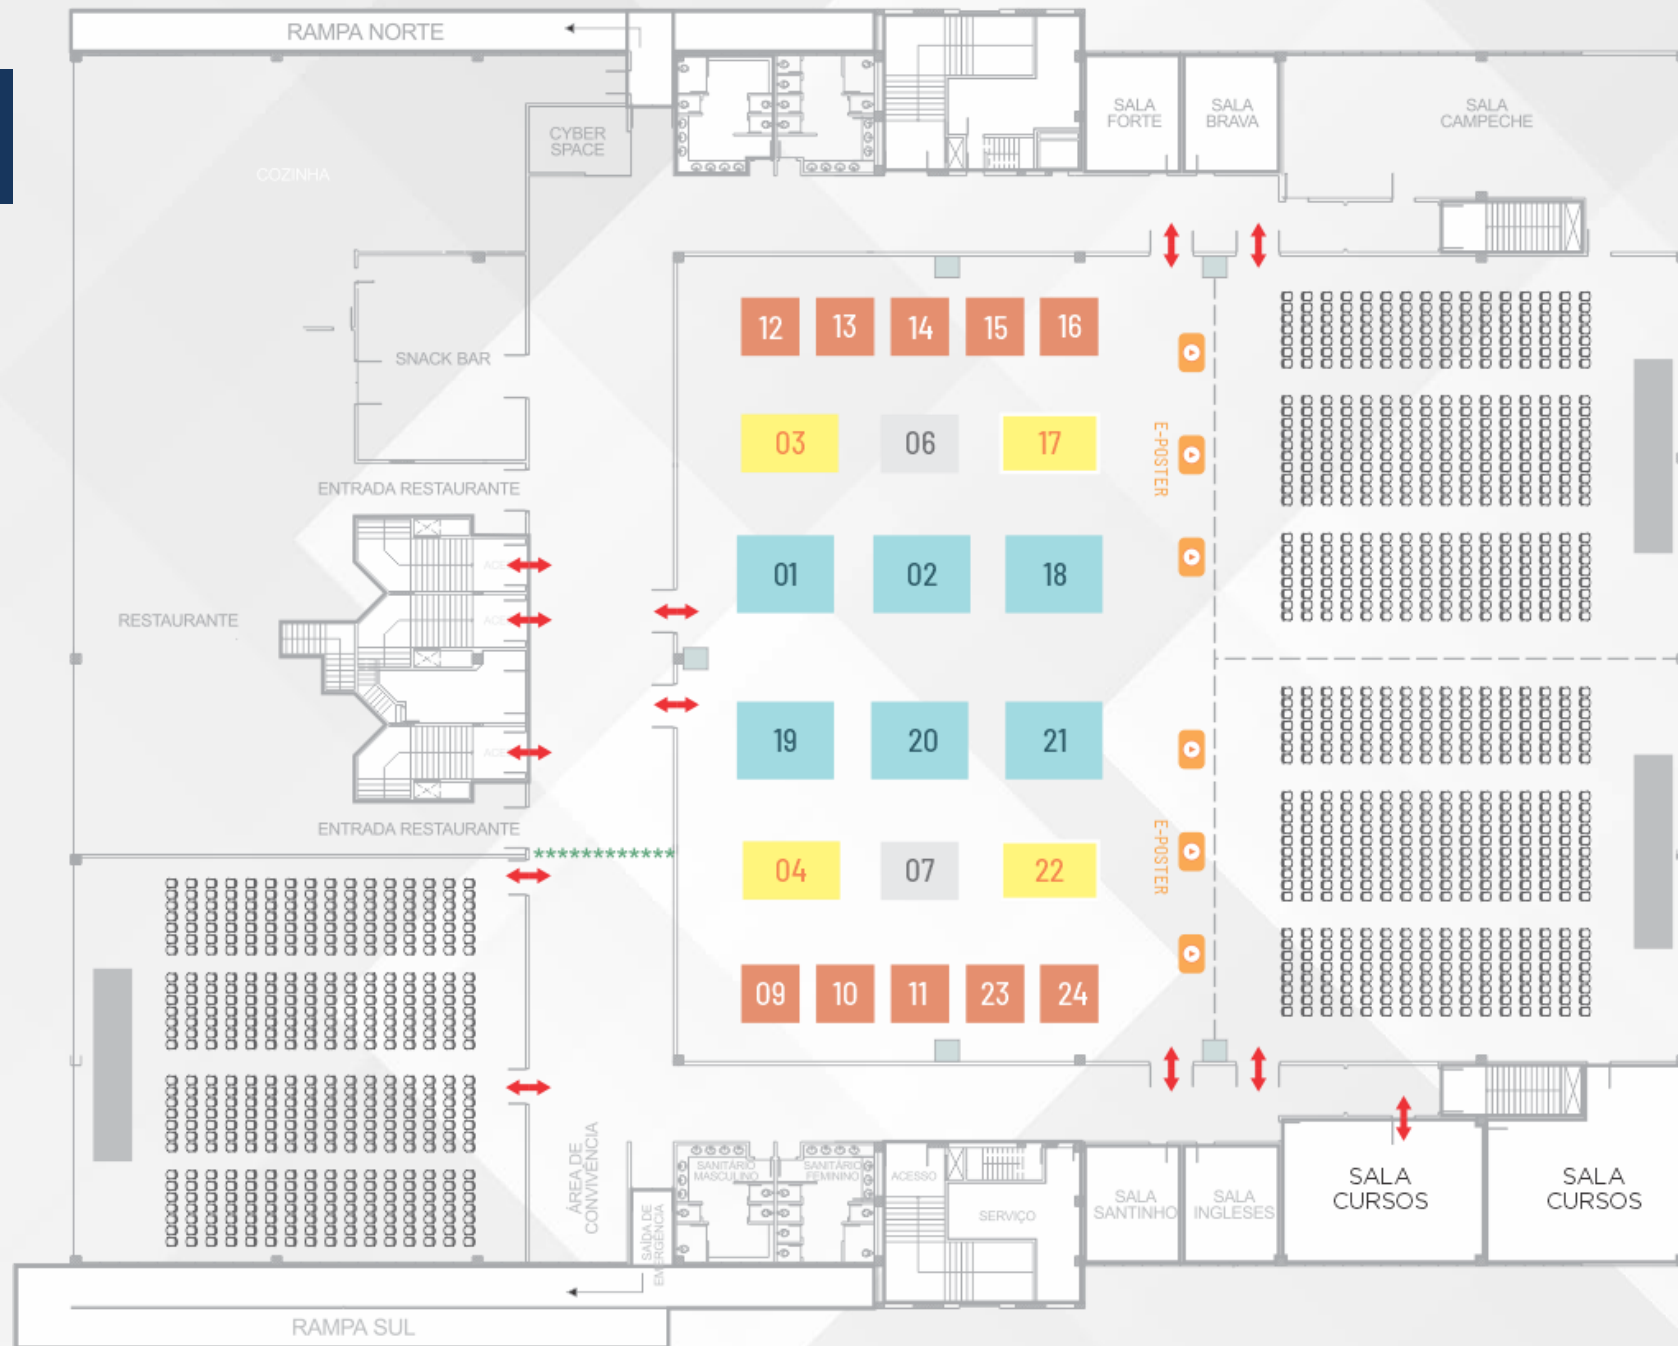 RAMPA NORTE
CYBER
SPACE
SALA
FORTE
SALA
BRAVA
SALA
CAMPECHE
COZINHA
SNACK BAR
12 13 14 15 16
03 06 17
E-POSTER
ENTRADA RESTAURANTE
01 02 18
RESTAURANTE
19 20 21
ENTRADA RESTAURANTE
************
04 07 22
E-POSTER
09 10 11 23 24
ÁREA DE
CONVIVÊNCIA
SANITÁRIO
MASCULINO
SANITÁRIO
FEMININO
ACESSO
SERVIÇO
SALA
SANTINHO
SALA
INGLESES
SALA
CURSOS
SALA
CURSOS
SAÍDA DE
EMERGÊNCIA
RAMPA SUL